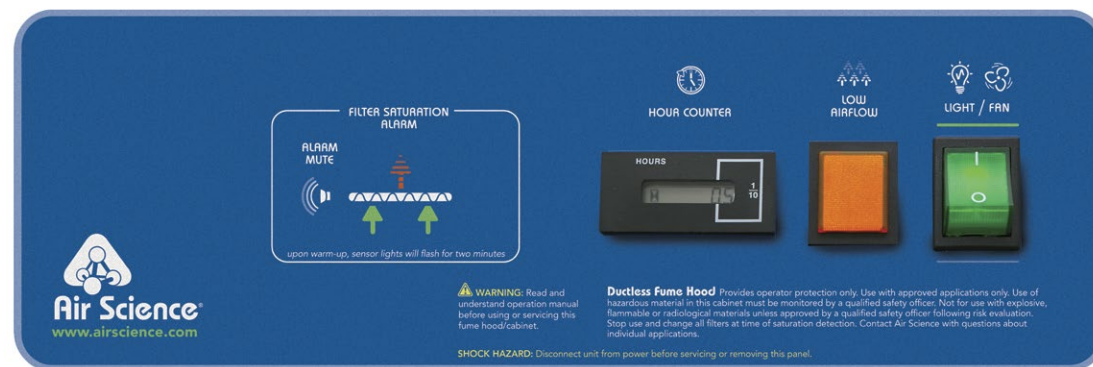 FILTER SATURATION
ALARM
ALARM
MUTE
upon warm-up, sensor lights will flash for two minutes
HOUR COUNTER
HOURS
1
10
LOW
AIRFLOW
LIGHT / FAN
Air Science®
www.airscience.com
WARNING: Read and
understand operation manual
before using or servicing this
fume hood/cabinet.
Ductless Fume Hood Provides operator protection only. Use with approved applications only. Use of
hazardous material in this cabinet must be monitored by a qualified safety officer. Not for use with explosive,
flammable or radiological materials unless approved by a qualified safety officer following risk evaluation.
Stop use and change all filters at time of saturation detection. Contact Air Science with questions about
individual applications.
SHOCK HAZARD: Disconnect unit from power before servicing or removing this panel.